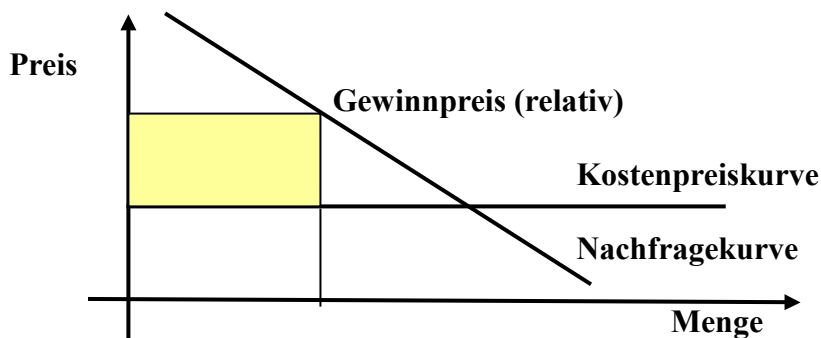 Preis
Gewinnpreis (relativ)
Kostenpreiskurve
Nachfragekurve
Menge